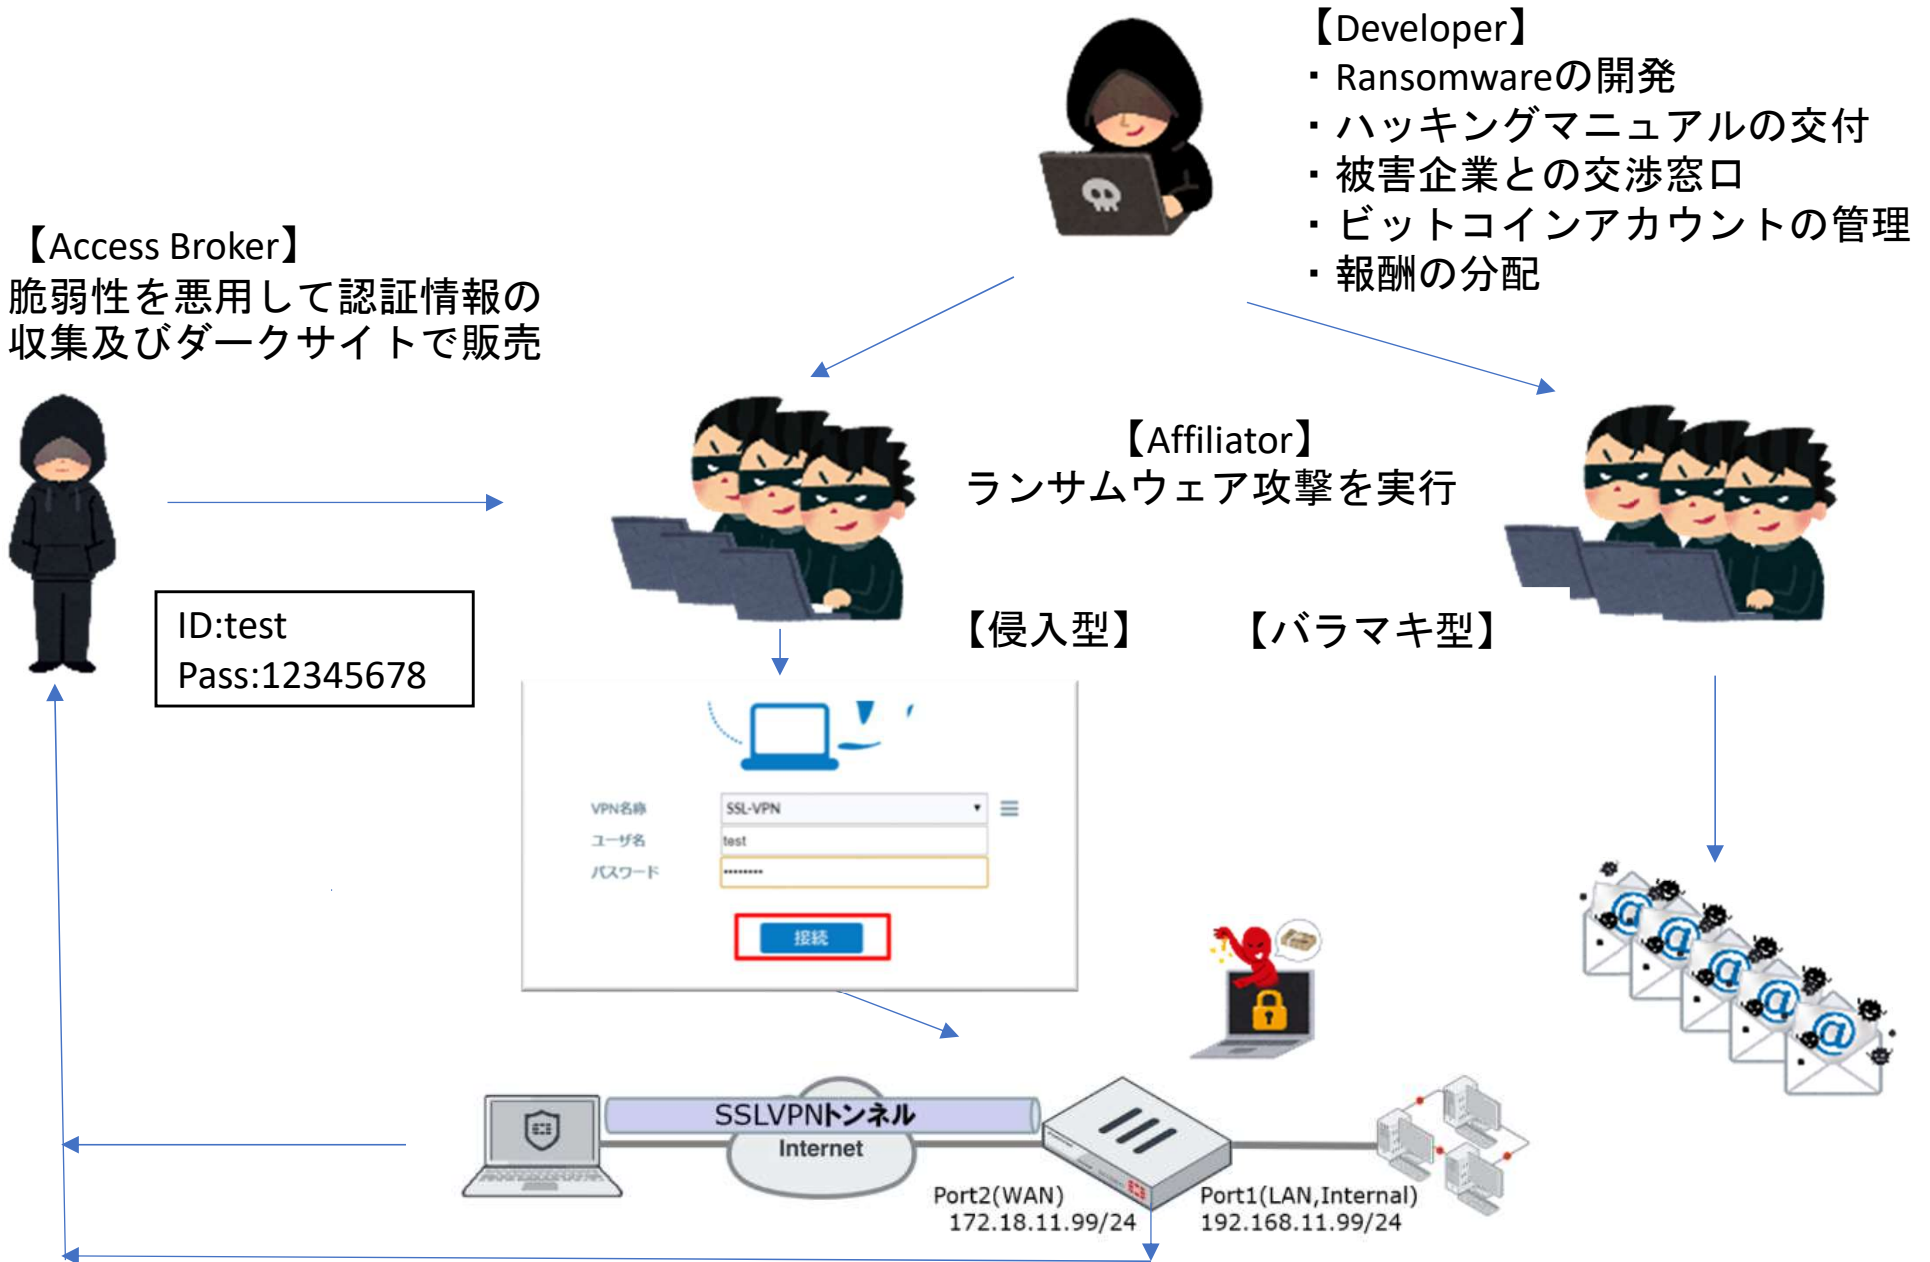 【Developer】
・Ransomwareの開発
・ハッキングマニュアルの交付
・被害企業との交渉窓口
・ビットコインアカウントの管理
・報酬の分配
【Access Broker】
脆弱性を悪用して認証情報の
収集及びダークサイトで販売
【Affiliator】
ランサムウェア攻撃を実行
ID:test
Pass:12345678
【侵入型】
【バラマキ型】
VPN名称
SSL-VPN
ユーザ名
test
パスワード
••••••••
接続
@
@
@
@
@
SSLVPNトンネル
Internet
Port2(WAN)
172.18.11.99/24
Port1(LAN,Internal)
192.168.11.99/24